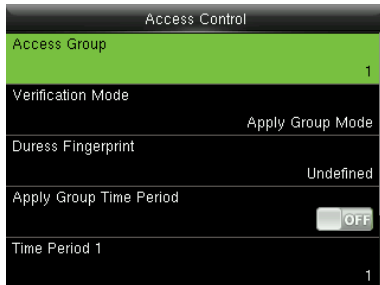 Access Control
Access Group
1
Verification Mode
Apply Group Mode
Duress Fingerprint
Undefined
Apply Group Time Period
OFF
Time Period 1
1